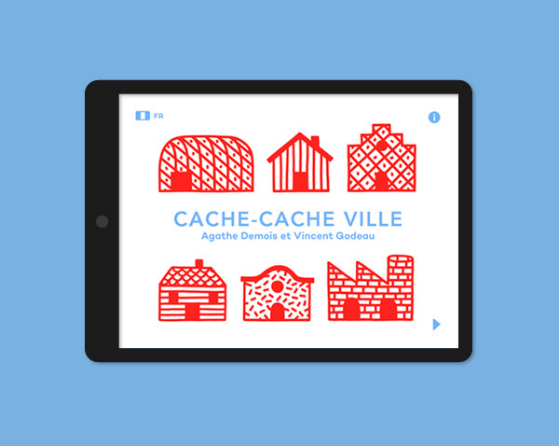 FR
i
CACHE-CACHE VILLE
Agathe Demois et Vincent Godeau